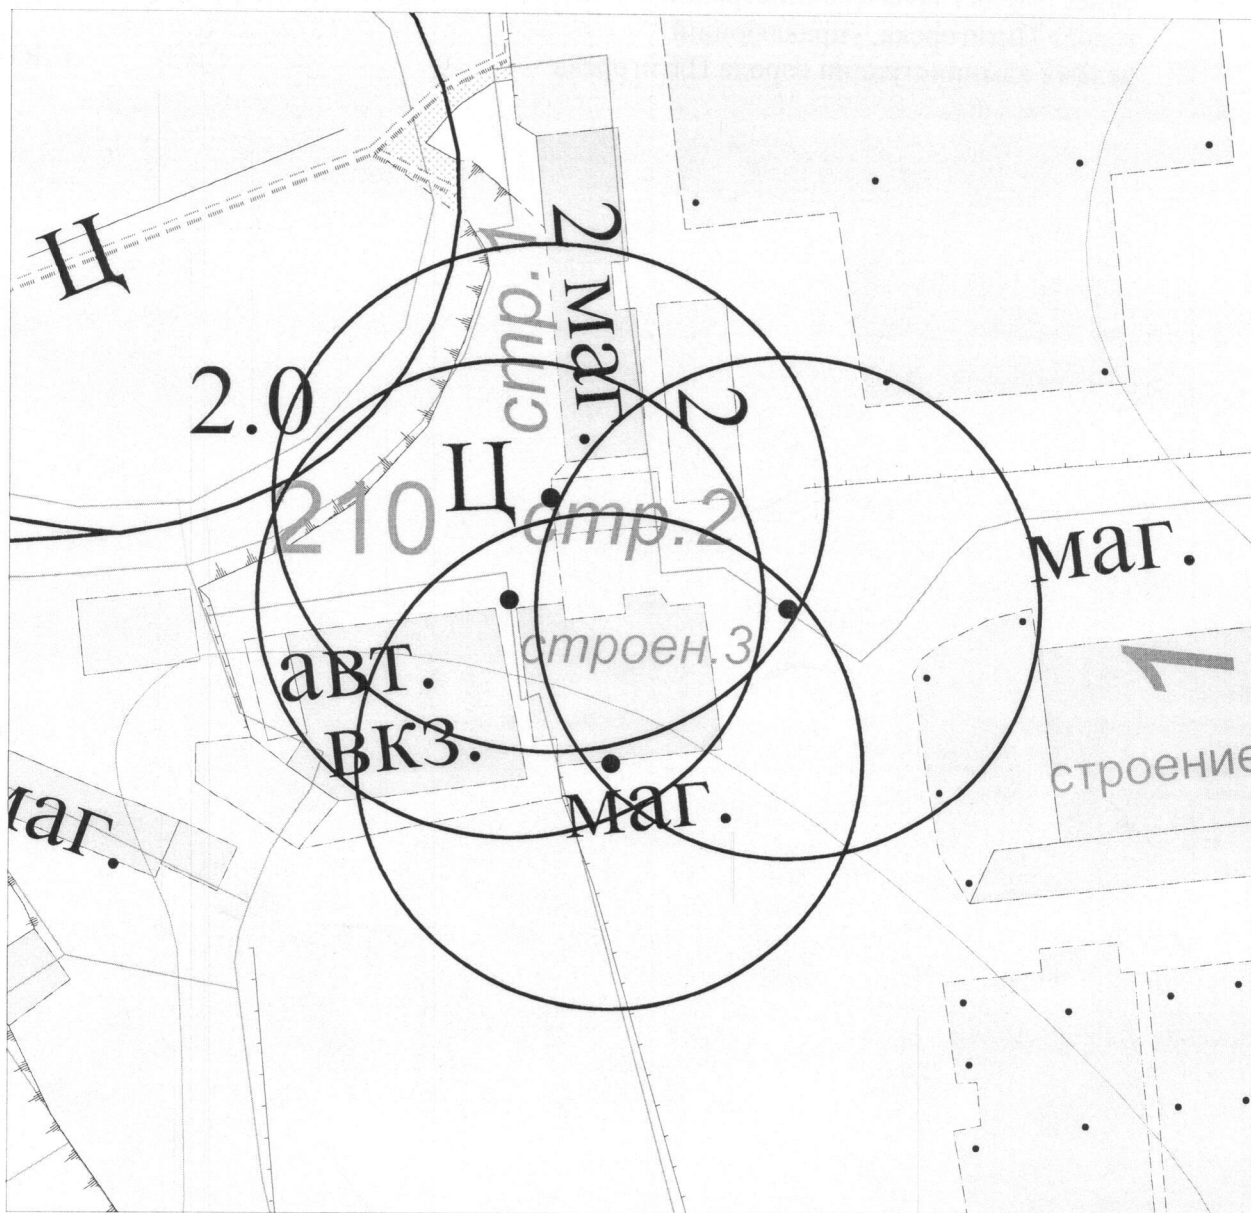 Ц
2.0
стр. 1
2 маг.
2
Ц
210
стр.2
маг.
строен.3
авт.
вкз.
маг.
1
строение
маг.